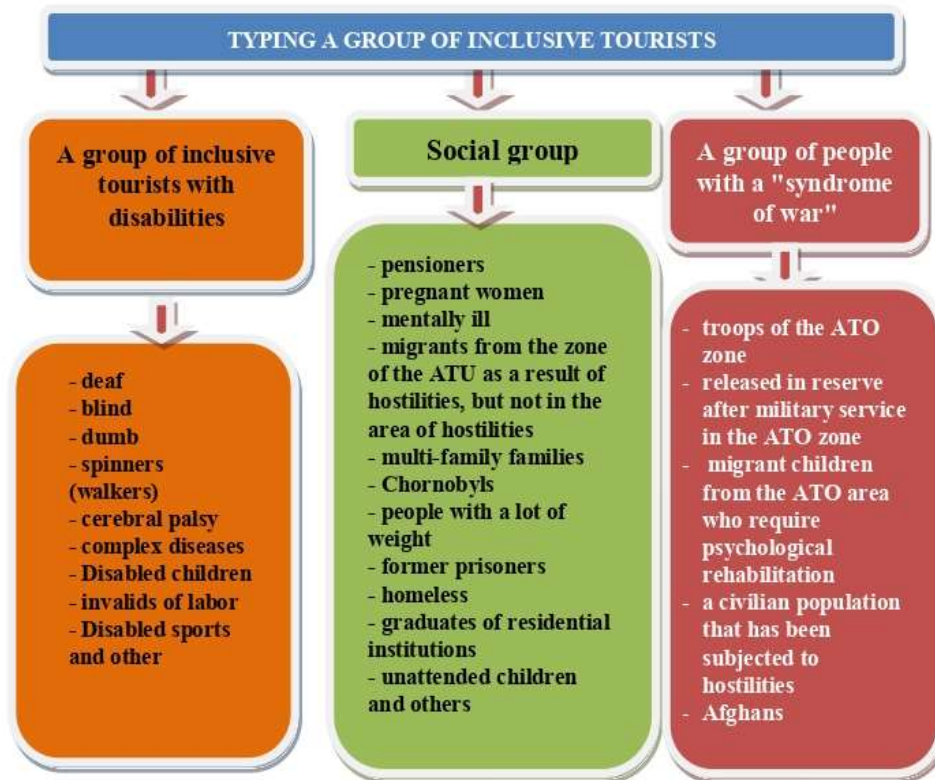 TYPING A GROUP OF INCLUSIVE TOURISTS
A group of inclusive
tourists with
disabilities
- deaf
- blind
- dumb
- spinners
(walkers)
- cerebral palsy
- complex diseases
- Disabled children
- invalids of labor
- Disabled sports
and other
Social group
- pensioners
- pregnant women
- mentally ill
- migrants from the zone
of the ATU as a result of
hostilities, but not in the
area of hostilities
- multi-family families
- Chornobyls
- people with a lot of
weight
- former prisoners
- homeless
- graduates of residential
institutions
- unattended children
and others
A group of people
with a "syndrome
of war"
- troops of the ATO
zone
- released in reserve
after military service
in the ATO zone
- migrant children
from the ATO area
who require
psychological
rehabilitation
- a civilian population
that has been
subjected to
hostilities
- Afghans